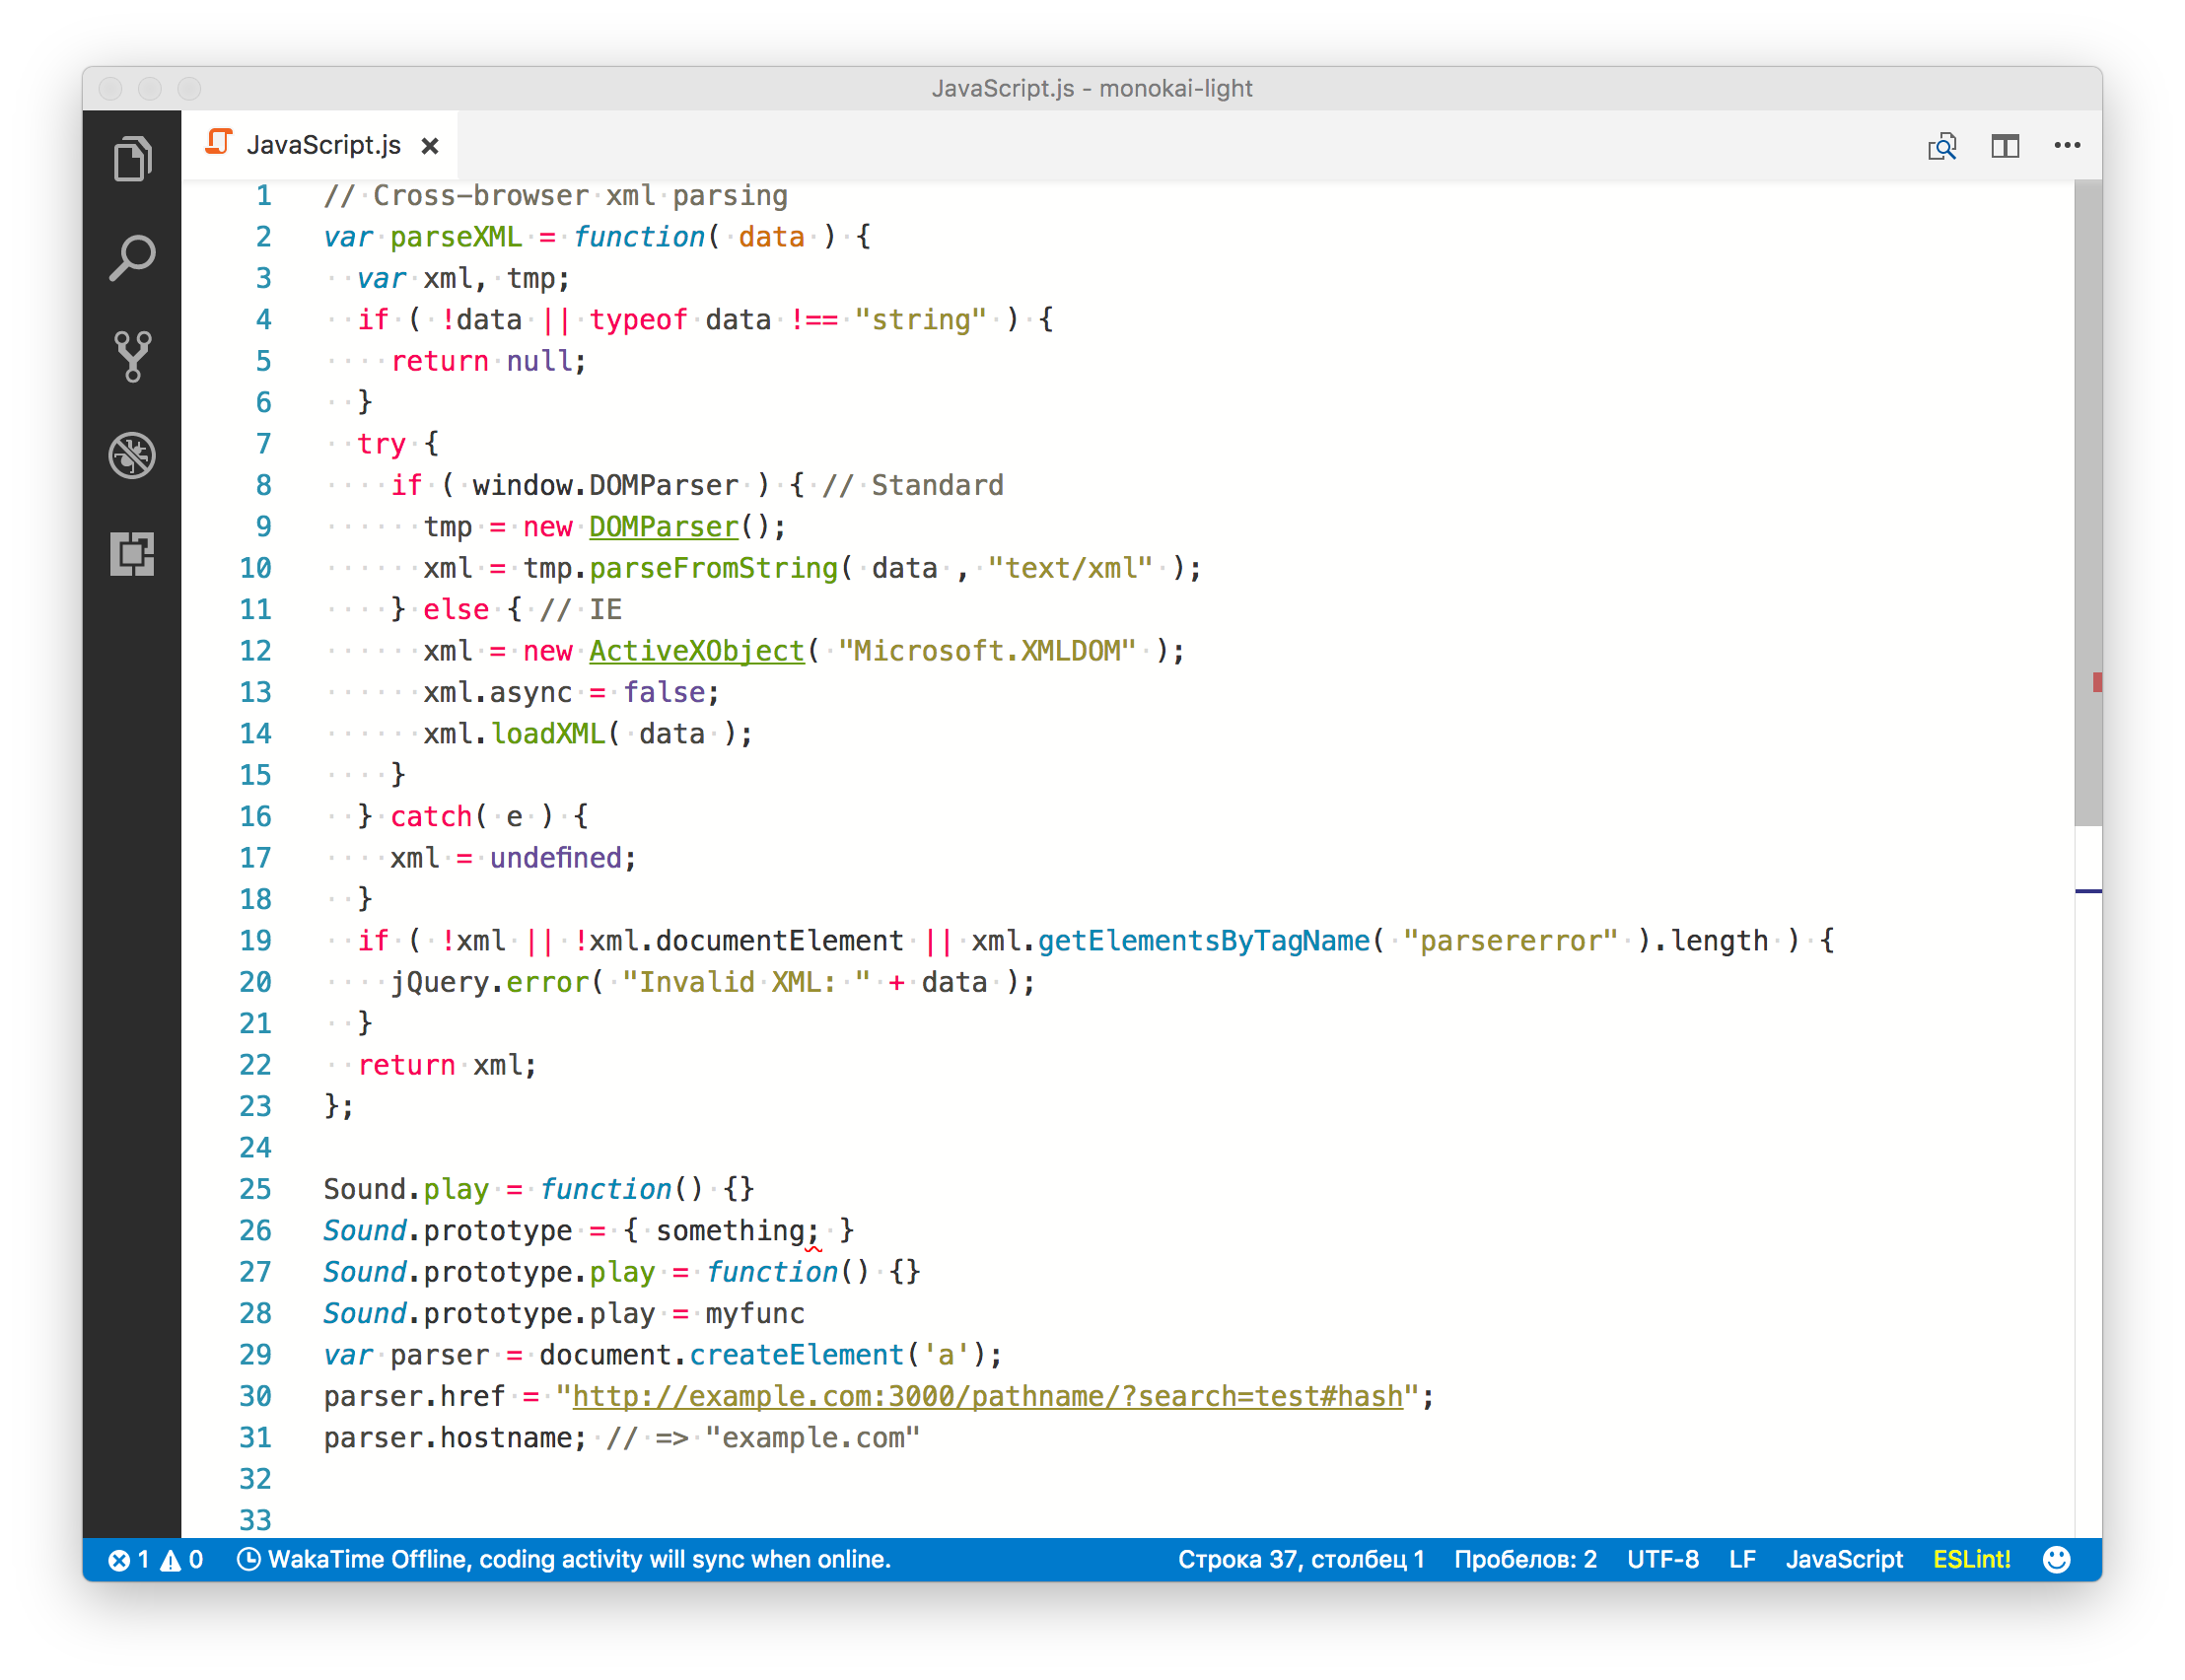 JavaScript.js - monokai-light
JavaScript.js
1 // Cross-browser xml parsing
2 var parseXML = function( data ) {
3   var xml, tmp;
4   if ( !data || typeof data !== "string" ) {
5     return null;
6   }
7   try {
8     if ( window.DOMParser ) { // Standard
9       tmp = new DOMParser();
10       xml = tmp.parseFromString( data , "text/xml" );
11     } else { // IE
12       xml = new ActiveXObject( "Microsoft.XMLDOM" );
13       xml.async = false;
14       xml.loadXML( data );
15     }
16   } catch( e ) {
17     xml = undefined;
18   }
19   if ( !xml || !xml.documentElement || xml.getElementsByTagName( "parsererror" ).length ) {
20     jQuery.error( "Invalid XML: " + data );
21   }
22   return xml;
23 };
24
25 Sound.play = function() {}
26 Sound.prototype = { something; }
27 Sound.prototype.play = function() {}
28 Sound.prototype.play = myfunc
29 var parser = document.createElement('a');
30 parser.href = "http://example.com:3000/pathname/?search=test#hash";
31 parser.hostname; // => "example.com"
32
33
1 0 WakaTime Offline, coding activity will sync when online. Строка 37, столбец 1 Пробелов: 2 UTF-8 LF JavaScript ESLint!